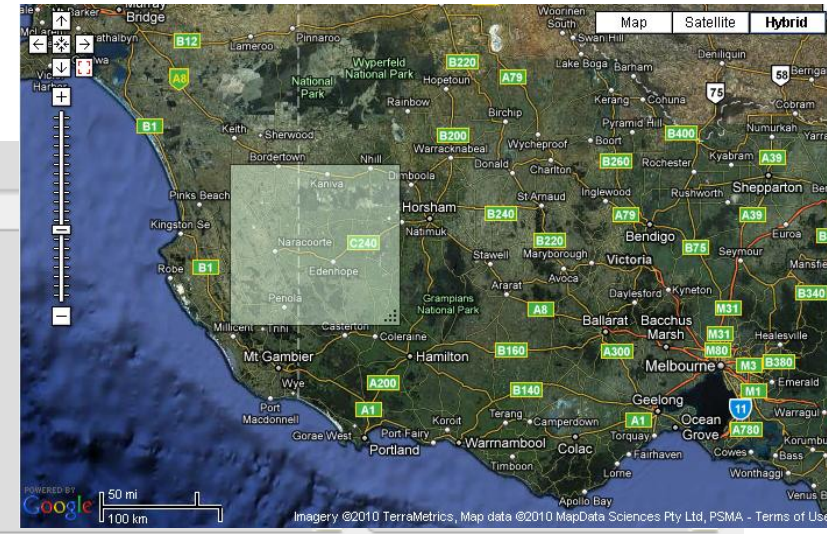 Murray
Bridge
Barker
Woorinen
South
Swan Hill
Map
Satellite
Hybrid
B12
Lameroo
Pinnaroo
Deniliquin
A8
National
Park
Wyperfeld
National Park
B220
Hopetoun
A79
Lake Boga
Barham
58
Berriga
75
Rainbow
Kerang
Cohuna
Cobram
B1
Birchip
Pyramid Hill
Numurkah
Keith
Sherwood
B200
Warracknabeal
Wycheproof
Boort
B400
Bordertown
Nhill
Donald
Charlton
B260
Rochester
Kyabram
A39
Kaniva
Dimboola
Shepparton
Pinks Beach
Horsham
St Arnaud
Inglewood
Rushworth
Kingston Se
Natimuk
B240
A79
A39
Naracoorte
C240
B220
Bendigo
Euroa
Robe
B1
Edenhope
Stawell
Maryborough
Victoria
B75
Seymour
Mansfie
Penola
Grampians
National Park
Ararat
Avoca
Daylesford
Kyneton
B340
Millicent
Casterton
Coleraine
A8
Ballarat
Bacchus
Marsh
M31
M31
Healesville
Mt Gambier
Hamilton
B160
A300
M80
Melbourne
M3
B380
Wye
A200
B140
M1
Emerald
Port
Macdonnell
A1
Koroit
Terang
Camperdown
Geelong
11
Warragul
Gorae West
Port Fairy
A1
Ocean
Grove
A780
Portland
Warrnambool
Colac
Torquay
Korumbu
Timboon
Fairhaven
Cowes
Bass
Lorne
Wonthaggi
Apollo Bay
Venus B
POWERED BY
Google
50 mi
100 km
Imagery ©2010 TerraMetrics, Map data ©2010 MapData Sciences Pty Ltd, PSMA - Terms of Use